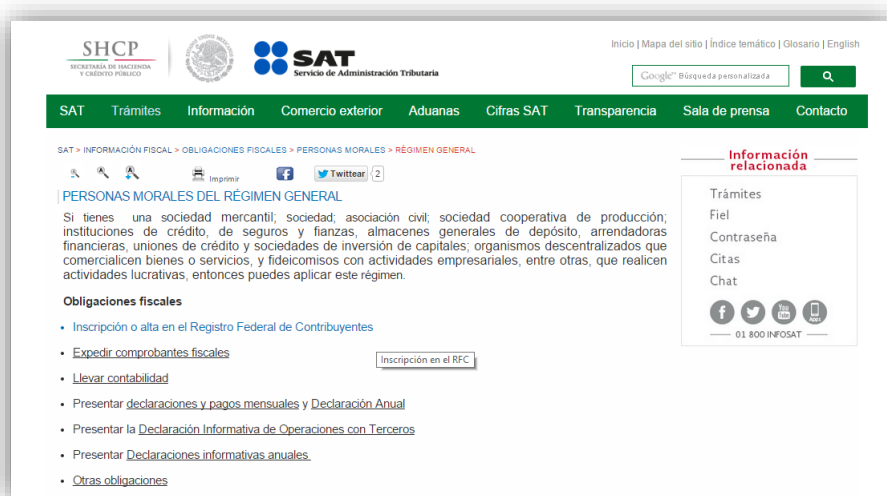 SHCP
SECRETARÍA DE HACIENDA
Y CRÉDITO PÚBLICO
SAT
Servicio de Administración Tributaria
Inicio | Mapa del sitio | Índice temático | Glosario | English
Google™ Búsqueda personalizada
SAT Trámites Información Comercio exterior Aduanas Cifras SAT Transparencia Sala de prensa Contacto
SAT > INFORMACIÓN FISCAL > OBLIGACIONES FISCALES > PERSONAS MORALES > RÉGIMEN GENERAL
Imprimir Twittear 2
PERSONAS MORALES DEL RÉGIMEN GENERAL
Si tienes una sociedad mercantil; sociedad; asociación civil; sociedad cooperativa de producción;
instituciones de crédito, de seguros y fianzas, almacenes generales de depósito, arrendadoras
financieras, uniones de crédito y sociedades de inversión de capitales; organismos descentralizados que
comercialicen bienes o servicios, y fideicomisos con actividades empresariales, entre otras, que realicen
actividades lucrativas, entonces puedes aplicar este régimen.
Obligaciones fiscales
• Inscripción o alta en el Registro Federal de Contribuyentes
• Expedir comprobantes fiscales
Inscripción en el RFC
• Llevar contabilidad
• Presentar declaraciones y pagos mensuales y Declaración Anual
• Presentar la Declaración Informativa de Operaciones con Terceros
• Presentar Declaraciones informativas anuales
• Otras obligaciones
Información
relacionada
Trámites
Fiel
Contraseña
Citas
Chat
You Tube Apps
01 800 INFOSAT